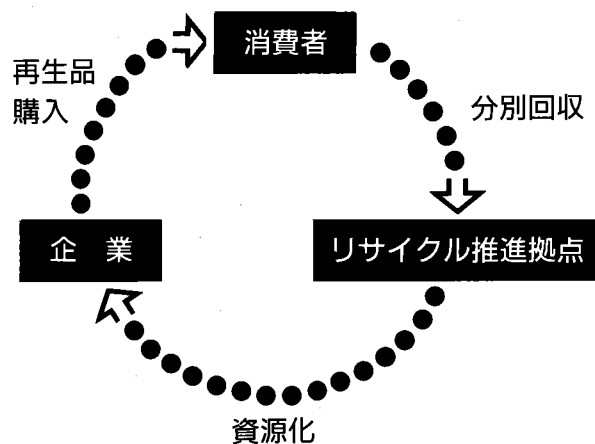 消費者
再生品
購入
分別回収
企業
リサイクル推進拠点
資源化